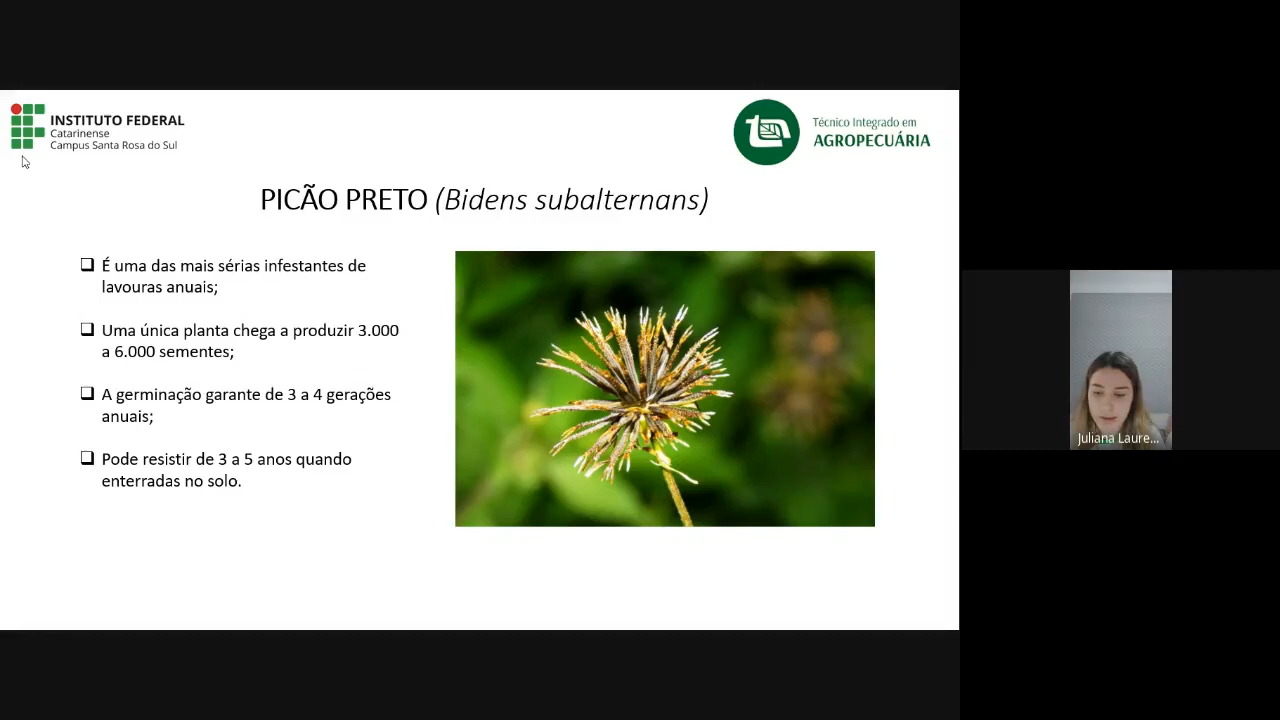 INSTITUTO FEDERAL
Catarinense
Campus Santa Rosa do Sul
Técnico Integrado em
AGROPECUÁRIA
PICÃO PRETO (Bidens subalternans)
É uma das mais sérias infestantes de
lavouras anuais;
Uma única planta chega a produzir 3.000
a 6.000 sementes;
A germinação garante de 3 a 4 gerações
anuais;
Pode resistir de 3 a 5 anos quando
enterradas no solo.
Juliana Laure...